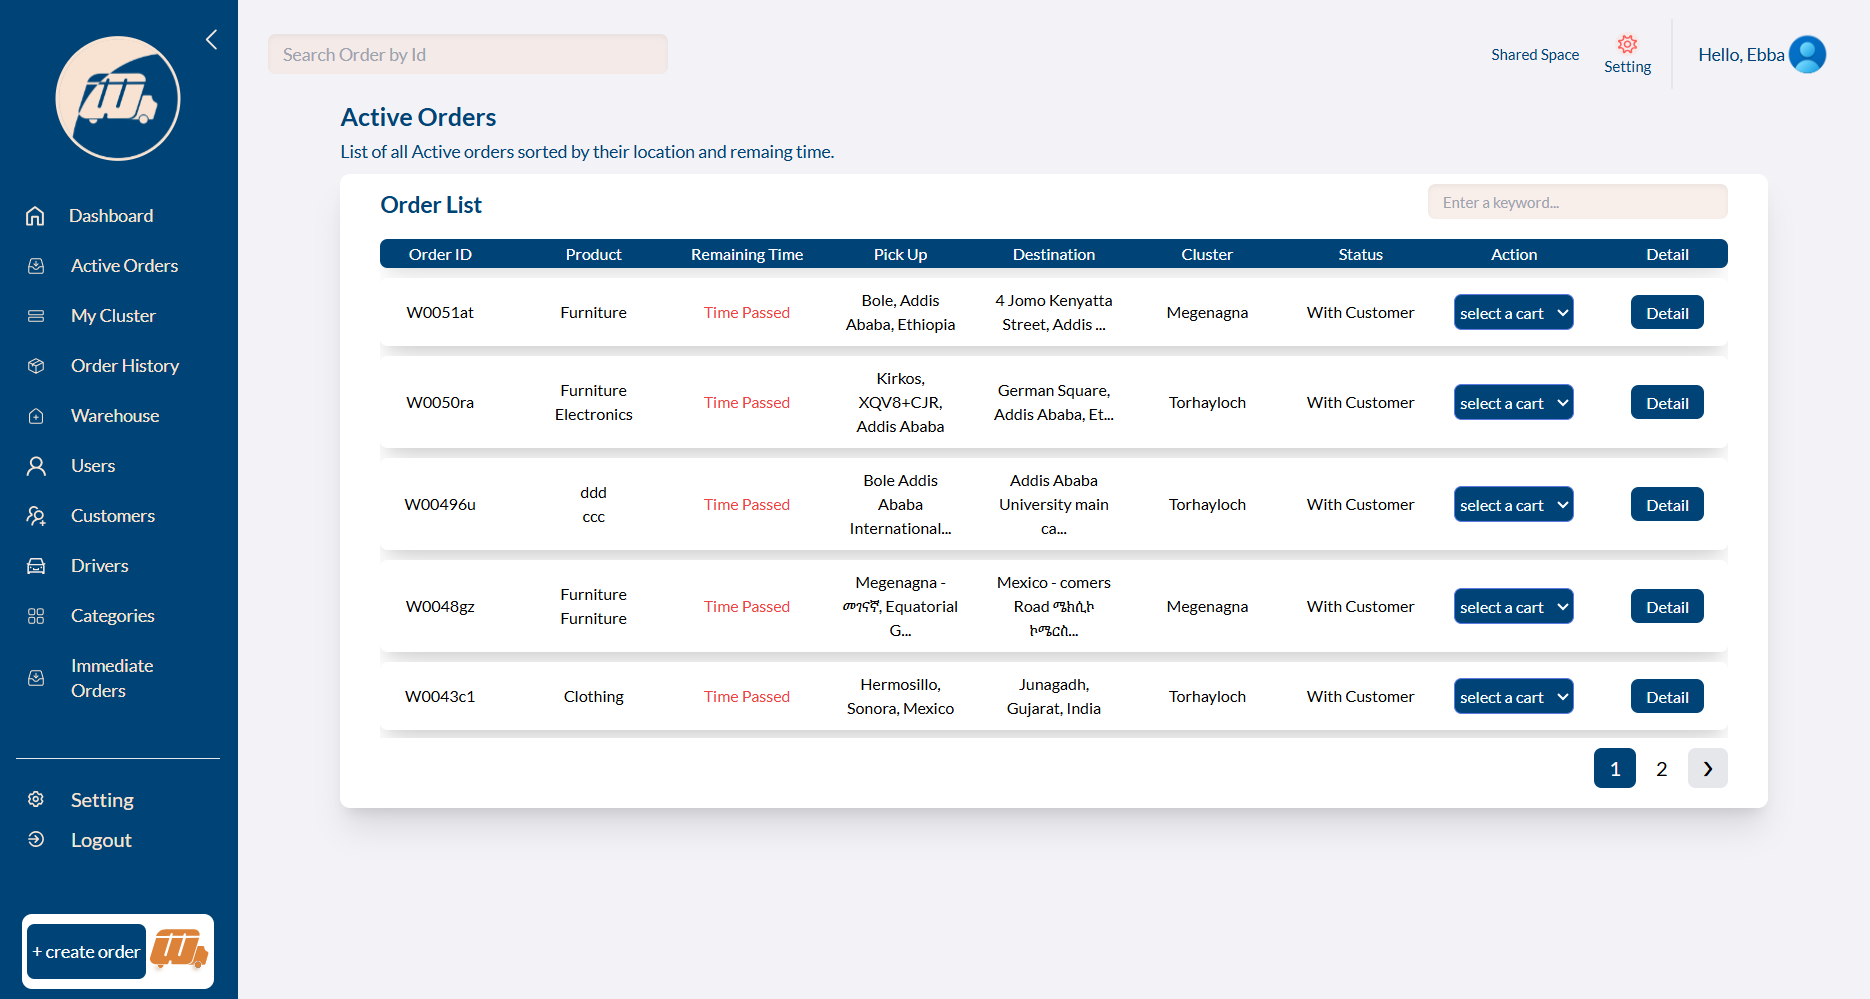 Search Order by Id
Shared Space
Setting
Hello, Ebba
Dashboard
Active Orders
My Cluster
Order History
Warehouse
Users
Customers
Drivers
Categories
Immediate
Orders
Setting
Logout
+ create order
Active Orders
List of all Active orders sorted by their location and remaing time.
Order List
Enter a keyword...
Order ID Product Remaining Time Pick Up Destination Cluster Status Action Detail
W0051at
Furniture
Time Passed
Bole, Addis
Ababa, Ethiopia
4 Jomo Kenyatta
Street, Addis ...
Megenagna
With Customer
select a cart
Detail
W0050ra
Furniture
Electronics
Time Passed
Kirkos,
XQV8+CJR,
Addis Ababa
German Square,
Addis Ababa, Et...
Torhayloch
With Customer
select a cart
Detail
W00496u
ddd
ccc
Time Passed
Bole Addis
Ababa
International...
Addis Ababa
University main
ca...
Torhayloch
With Customer
select a cart
Detail
W0048gz
Furniture
Furniture
Time Passed
Megenagna -
መገናኛ, Equatorial
G...
Mexico - comers
Road ሜክሲኮ
ኮሜርስ...
Megenagna
With Customer
select a cart
Detail
W0043c1
Clothing
Time Passed
Hermosillo,
Sonora, Mexico
Junagadh,
Gujarat, India
Torhayloch
With Customer
select a cart
Detail
1 2